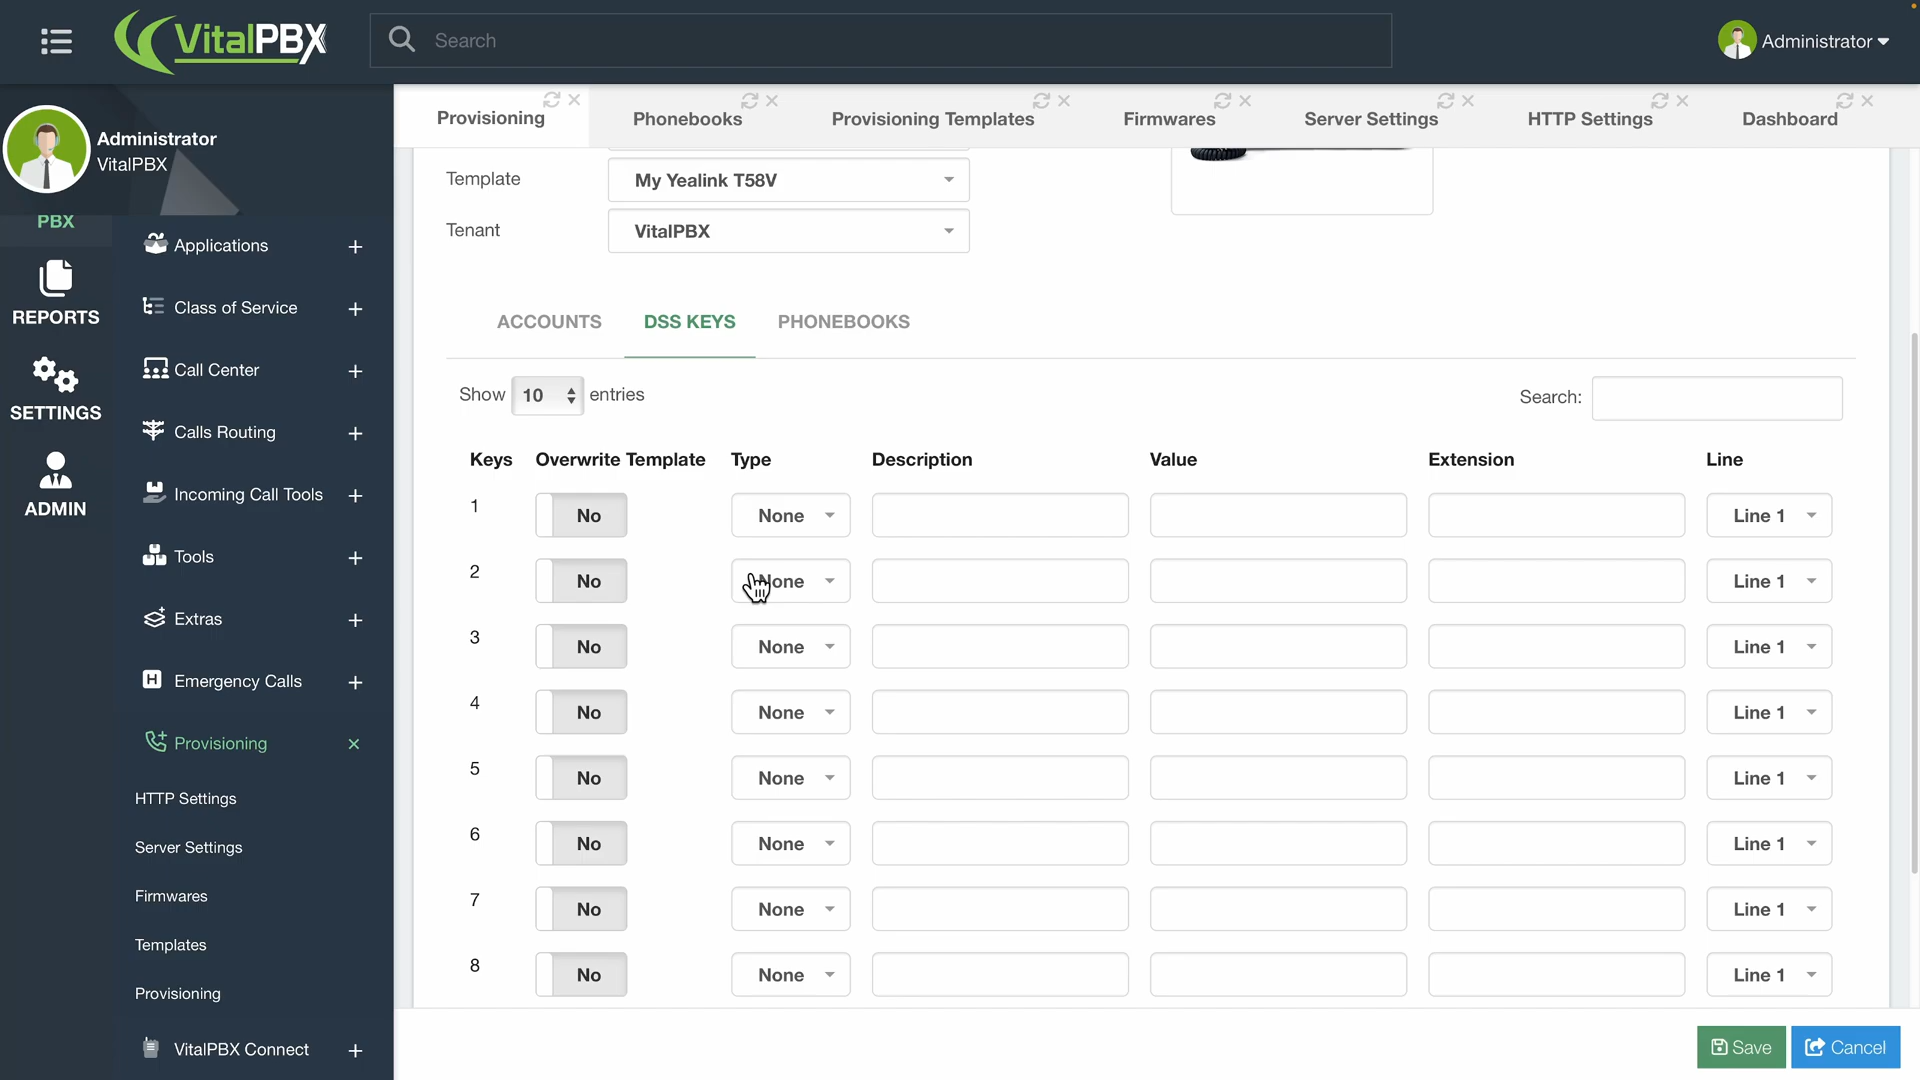 VitalPBX
Search
Administrator
Administrator
VitalPBX
PBX
REPORTS
SETTINGS
ADMIN
Applications
Class of Service
Call Center
Calls Routing
Incoming Call Tools
Tools
Extras
Emergency Calls
Provisioning
HTTP Settings
Server Settings
Firmwares
Templates
Provisioning
VitalPBX Connect
Provisioning Phonebooks Provisioning Templates Firmwares Server Settings HTTP Settings Dashboard
Template My Yealink T58V
Tenant VitalPBX
ACCOUNTS DSS KEYS PHONEBOOKS
Show 10 entries Search:
Keys Overwrite Template Type Description Value Extension Line
1 No None Line 1
2 No None Line 1
3 No None Line 1
4 No None Line 1
5 No None Line 1
6 No None Line 1
7 No None Line 1
8 No None Line 1
Save Cancel